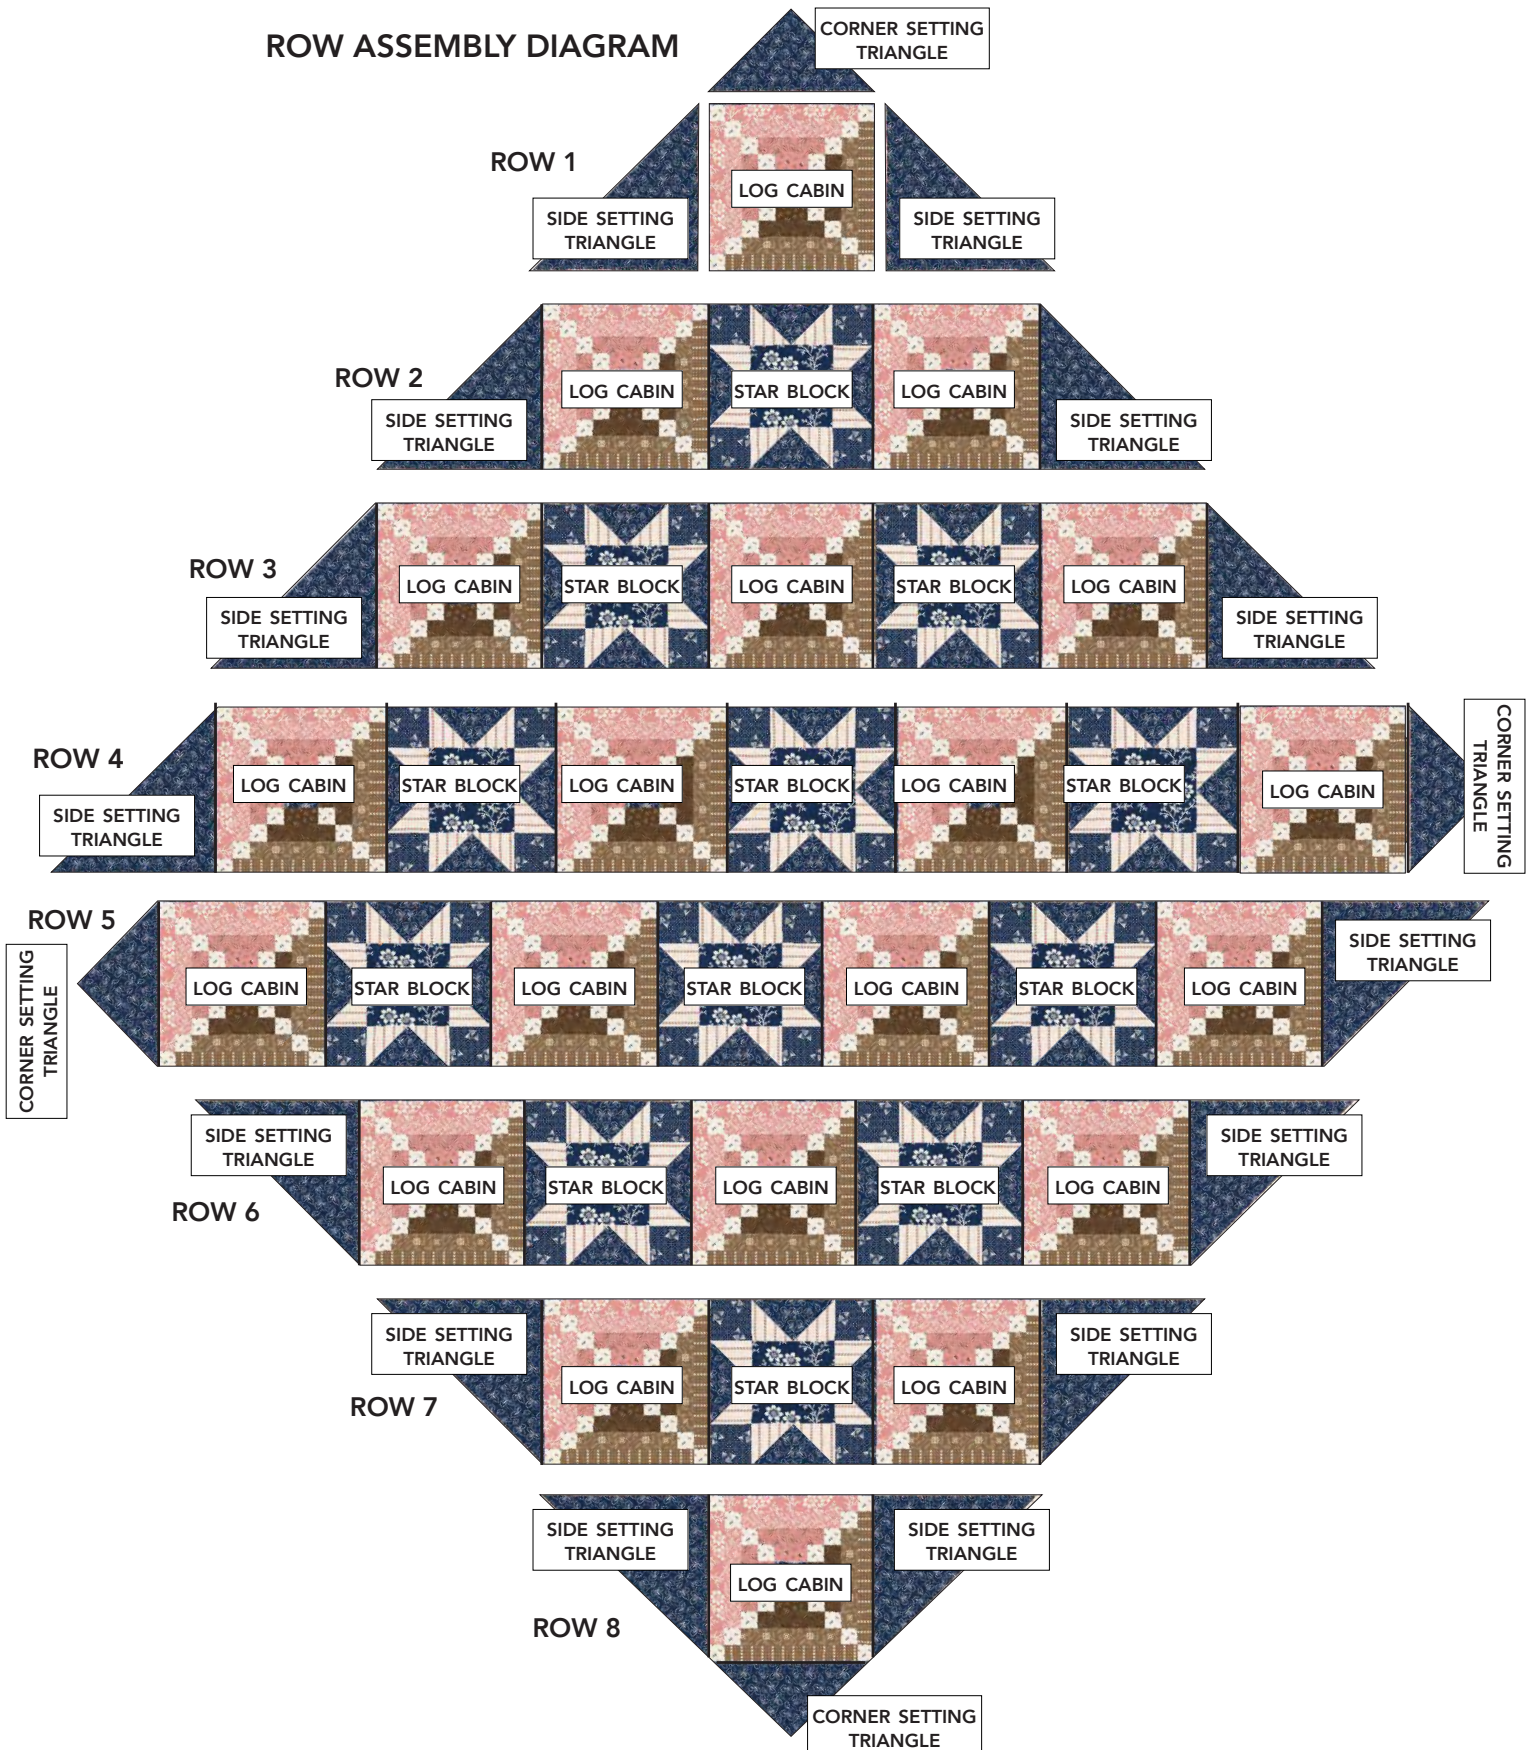 ROW ASSEMBLY DIAGRAM
CORNER SETTING
TRIANGLE
ROW 1
LOG CABIN
SIDE SETTING
TRIANGLE
SIDE SETTING
TRIANGLE
ROW 2
LOG CABIN
STAR BLOCK
LOG CABIN
SIDE SETTING
TRIANGLE
SIDE SETTING
TRIANGLE
ROW 3
LOG CABIN
STAR BLOCK
LOG CABIN
STAR BLOCK
LOG CABIN
SIDE SETTING
TRIANGLE
SIDE SETTING
TRIANGLE
ROW 4
SIDE SETTING
TRIANGLE
LOG CABIN
STAR BLOCK
LOG CABIN
STAR BLOCK
LOG CABIN
STAR BLOCK
LOG CABIN
CORNER SETTING
TRIANGLE
ROW 5
CORNER SETTING
TRIANGLE
LOG CABIN
STAR BLOCK
LOG CABIN
STAR BLOCK
LOG CABIN
STAR BLOCK
LOG CABIN
SIDE SETTING
TRIANGLE
SIDE SETTING
TRIANGLE
ROW 6
LOG CABIN
STAR BLOCK
LOG CABIN
STAR BLOCK
LOG CABIN
SIDE SETTING
TRIANGLE
SIDE SETTING
TRIANGLE
ROW 7
LOG CABIN
STAR BLOCK
LOG CABIN
SIDE SETTING
TRIANGLE
SIDE SETTING
TRIANGLE
LOG CABIN
SIDE SETTING
TRIANGLE
ROW 8
CORNER SETTING
TRIANGLE